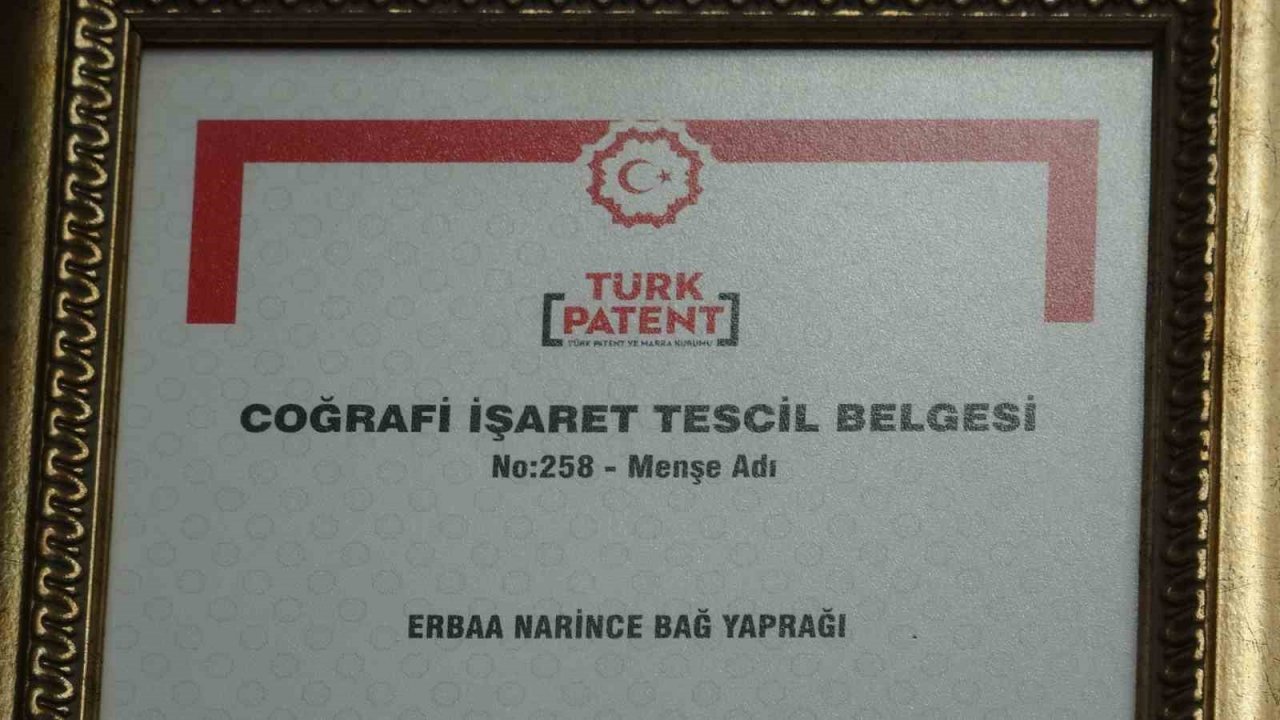 TÜRK
PATENT
TÜRK PATENT VE MARKA KURUMU
COĞRAFİ İŞARET TESCİL BELGESİ
No:258 - Menşe Adı
ERBAA NARİNCE BAĞ YAPRAĞI